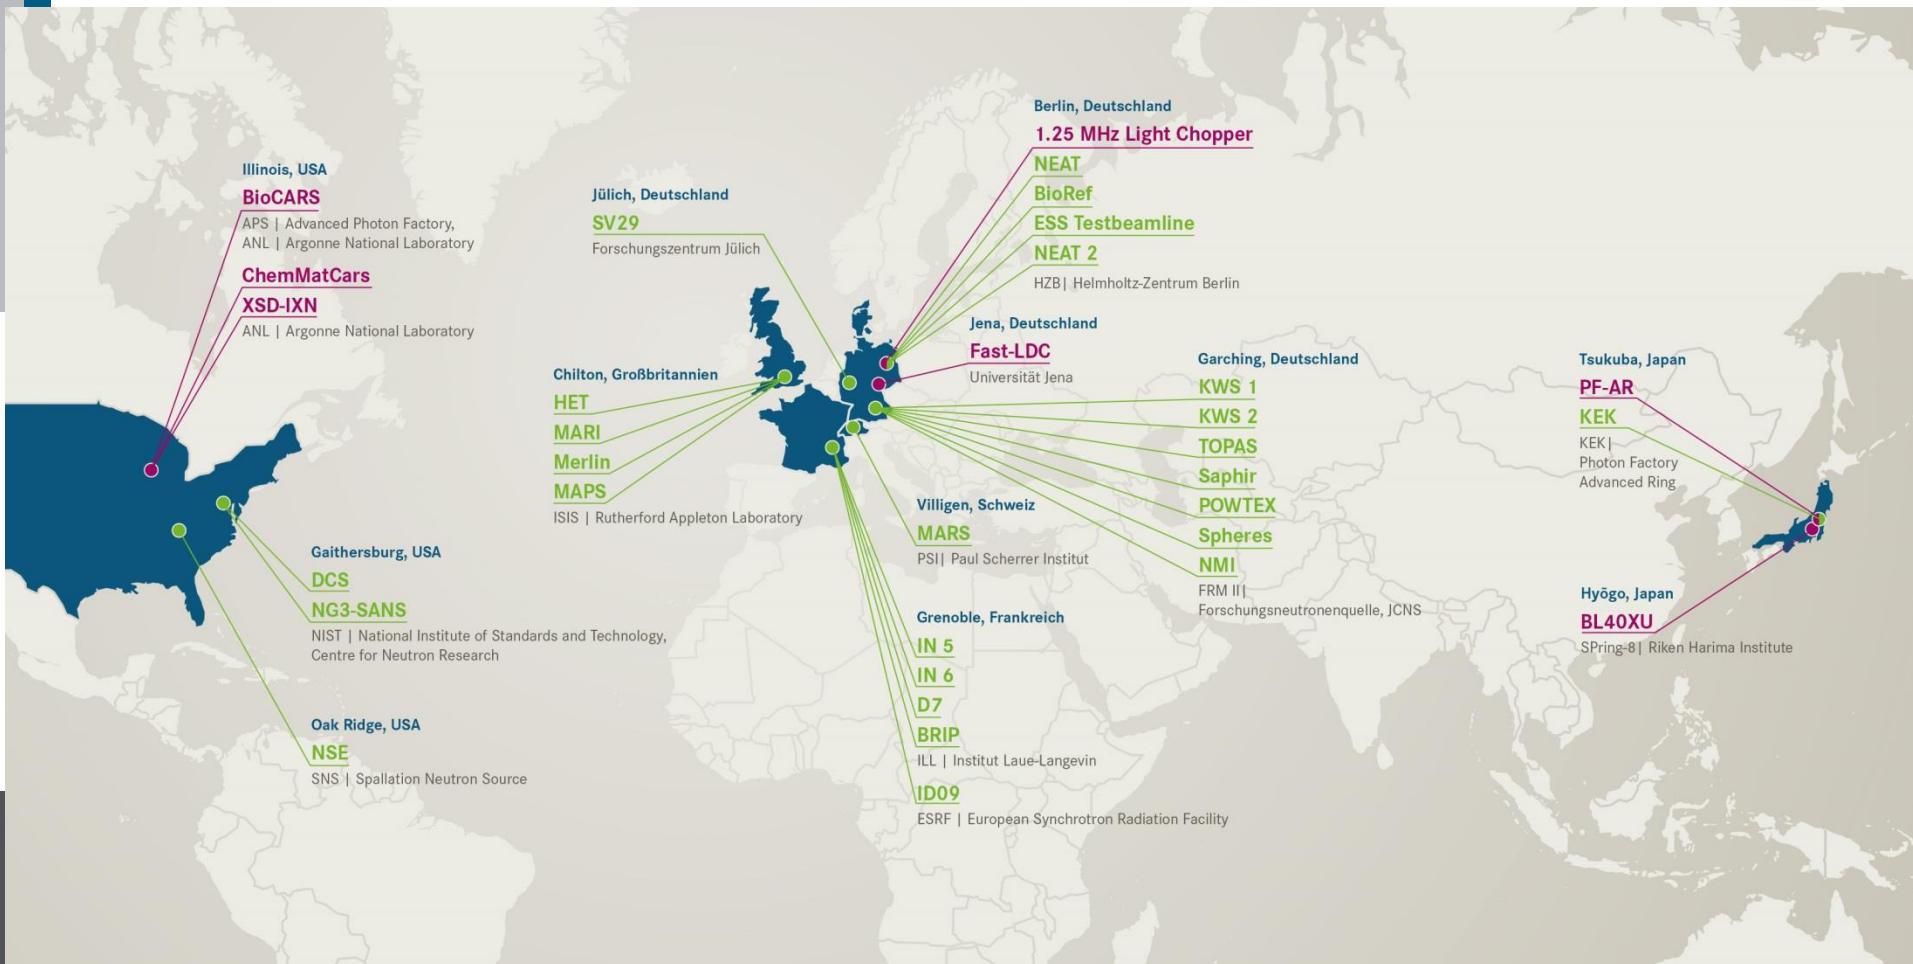 Illinois, USA
BioCARS
APS | Advanced Photon Factory,
ANL | Argonne National Laboratory
ChemMatCars
XSD-IXN
ANL | Argonne National Laboratory
Gaithersburg, USA
DCS
NG3-SANS
NIST | National Institute of Standards and Technology,
Centre for Neutron Research
Oak Ridge, USA
NSE
SNS | Spallation Neutron Source
Jülich, Deutschland
SV29
Forschungszentrum Jülich
Chilton, Großbritannien
HET
MARI
Merlin
MAPS
ISIS | Rutherford Appleton Laboratory
Berlin, Deutschland
1.25 MHz Light Chopper
NEAT
BioRef
ESS Testbeamline
NEAT 2
HZB| Helmholtz-Zentrum Berlin
Jena, Deutschland
Fast-LDC
Universität Jena
Villigen, Schweiz
MARS
PSI| Paul Scherrer Institut
Grenoble, Frankreich
IN 5
IN 6
D7
BRIP
ILL | Institut Laue-Langevin
ID09
ESRF | European Synchrotron Radiation Facility
Garching, Deutschland
KWS 1
KWS 2
TOPAS
Saphir
POWTEX
Spheres
NMI
FRM II|
Forschungsneutronenquelle, JCNS
Tsukuba, Japan
PF-AR
KEK
KEK|
Photon Factory
Advanced Ring
Hyōgo, Japan
BL40XU
SPring-8| Riken Harima Institute